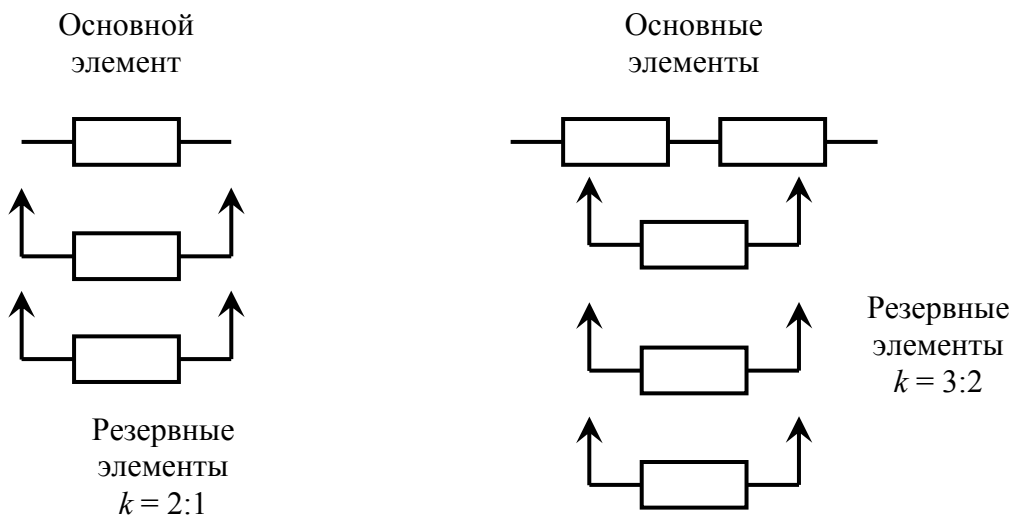 Основной
элемент
Резервные
элементы
k = 2:1
Основные
элементы
Резервные
элементы
k = 3:2